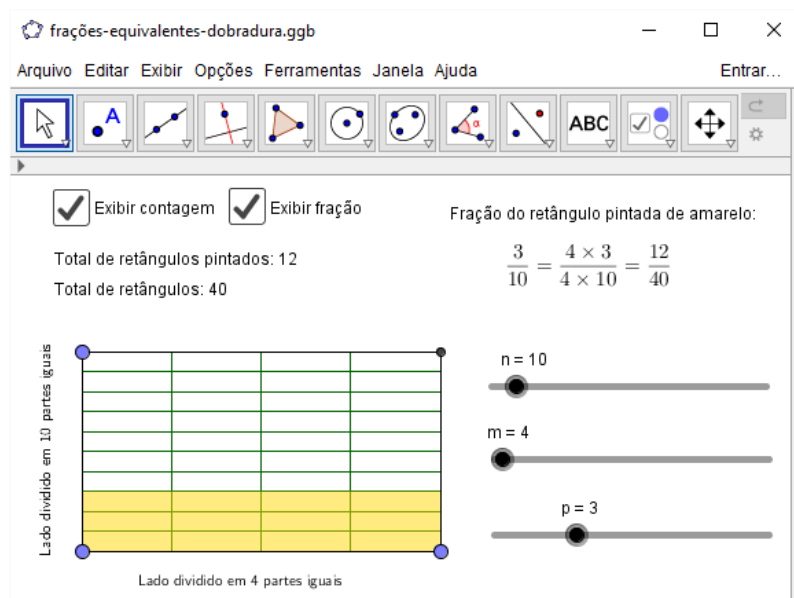 frações-equivalentes-dobradura.ggb
Arquivo Editar Exibir Opções Ferramentas Janela Ajuda Entrar...
A α ABC
Exibir contagem Exibir fração
Fração do retângulo pintada de amarelo:
Total de retângulos pintados: 12
Total de retângulos: 40
3/10 = 4 × 3/4 × 10 = 12/40
Lado dividido em 10 partes iguais
n = 10
m = 4
p = 3
Lado dividido em 4 partes iguais